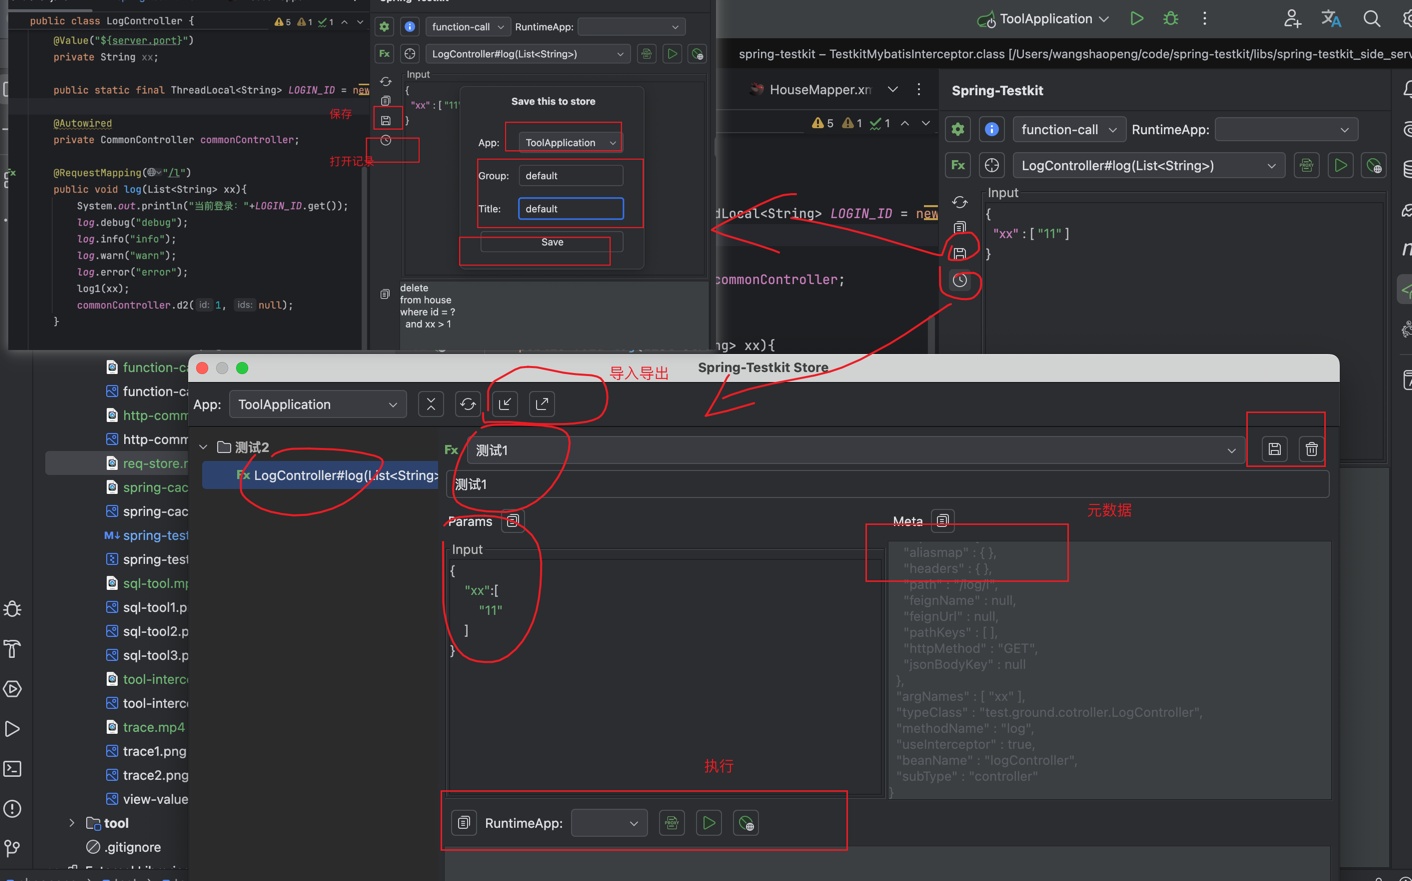 public class LogController {
5 1 1
@Value("${server.port}")
private String xx;
public static final ThreadLocal<String> LOGIN_ID = new
@Autowired
private CommonController commonController;
@RequestMapping("/l")
public void log(List<String> xx){
System.out.println("当前登录: "+LOGIN_ID.get());
log.debug("debug");
log.info("info");
log.warn("warn");
log.error("error");
log1(xx);
commonController.d2( id: 1, ids: null);
}
保存
打开记录
function-call
RuntimeApp:
Fx
LogController#log(List<String>)
Input
{
"xx" : [ "11"
}
Save this to store
App: ToolApplication
Group: default
Title: default
Save
delete
from house
where id = ?
and xx > 1
ToolApplication
spring-testkit – TestkitMybatisInterceptor.class [/Users/wangshaopeng/code/spring-testkit/libs/spring-testkit_side_serv
HouseMapper.xm
5 1 1
Spring-Testkit
function-call
RuntimeApp:
Fx
LogController#log(List<String>)
Input
{
"xx" : [ "11" ]
}
dLocal<String> LOGIN_ID = new
commonController;
xx){
function-ca
function-ca
http-comm
http-comm
req-store.m
spring-cac
spring-cac
M↓ spring-test
spring-test
sql-tool.mp
sql-tool1.p
sql-tool2.p
sql-tool3.p
tool-interc
tool-interc
trace.mp4
trace1.png
trace2.png
view-value
tool
.gitignore
Spring-Testkit Store
导入导出
App: ToolApplication
测试2
Fx LogController#log(List<String>
Fx 测试1
测试1
Params
Input
{
"xx":[
"11"
]
}
Meta
元数据
"aliasmap" : { },
"headers" : { },
"path" : "/log/l",
"feignName" : null,
"feignUrl" : null,
"pathKeys" : [ ],
"httpMethod" : "GET",
"jsonBodyKey" : null
},
"argNames" : [ "xx" ],
"typeClass" : "test.ground.cotroller.LogController",
"methodName" : "log",
"useInterceptor" : true,
"beanName" : "logController",
"subType" : "controller"
}
执行
RuntimeApp: